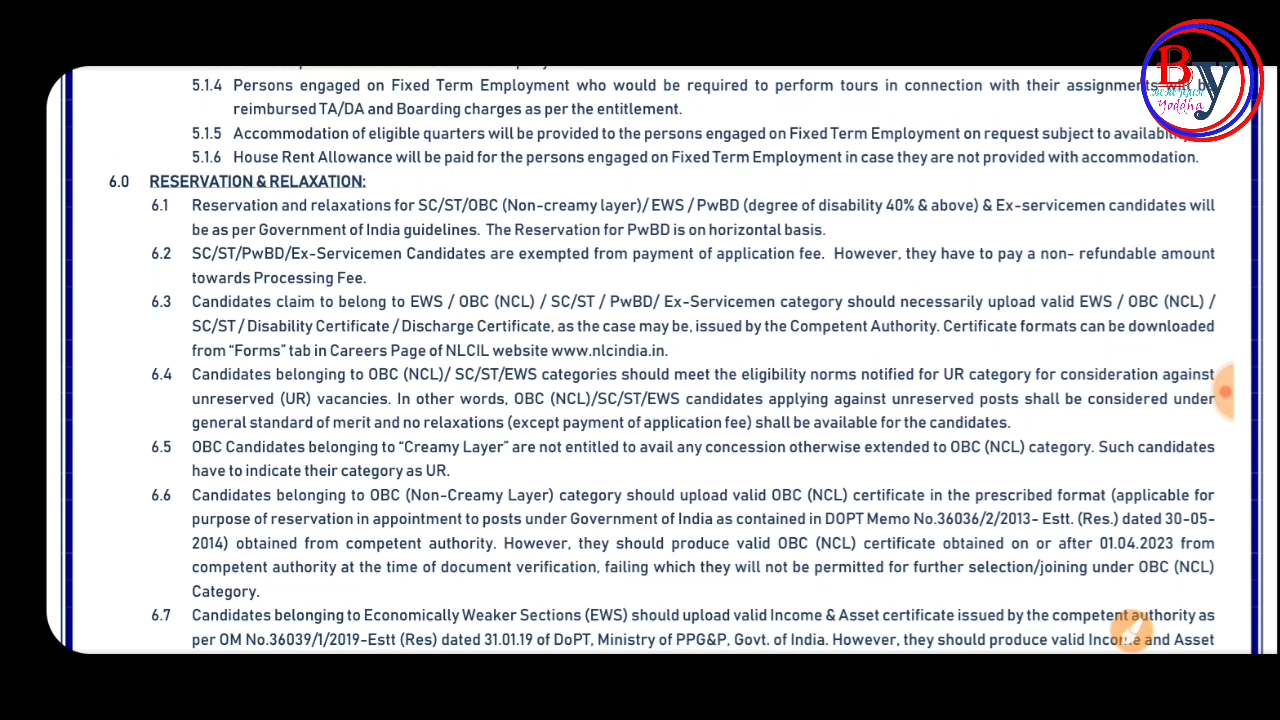 5.1.4 Persons engaged on Fixed Term Employment who would be required to perform tours in connection with their assignments
reimbursed TA/DA and Boarding charges as per the entitlement.
5.1.5 Accommodation of eligible quarters will be provided to the persons engaged on Fixed Term Employment on request subject to
5.1.6 House Rent Allowance will be paid for the persons engaged on Fixed Term Employment in case they are not provided with accommodation.
6.0 RESERVATION & RELAXATION:
6.1 Reservation and relaxations for SC/ST/OBC (Non-creamy layer)/ EWS / PwBD (degree of disability 40% & above) & Ex-servicemen candidates will
be as per Government of India guidelines. The Reservation for PwBD is on horizontal basis.
6.2 SC/ST/PwBD/Ex-Servicemen Candidates are exempted from payment of application fee. However, they have to pay a non- refundable amount
towards Processing Fee.
6.3 Candidates claim to belong to EWS / OBC (NCL) / SC/ST / PwBD/ Ex-Servicemen category should necessarily upload valid EWS / OBC (NCL) /
SC/ST / Disability Certificate / Discharge Certificate, as the case may be, issued by the Competent Authority. Certificate formats can be downloaded
from "Forms" tab in Careers Page of NLCIL website www.nlcindia.in.
6.4 Candidates belonging to OBC (NCL)/ SC/ST/EWS categories should meet the eligibility norms notified for UR category for consideration against
unreserved (UR) vacancies. In other words, OBC (NCL)/SC/ST/EWS candidates applying against unreserved posts shall be considered under
general standard of merit and no relaxations (except payment of application fee) shall be available for the candidates.
6.5 OBC Candidates belonging to "Creamy Layer" are not entitled to avail any concession otherwise extended to OBC (NCL) category. Such candidates
have to indicate their category as UR.
6.6 Candidates belonging to OBC (Non-Creamy Layer) category should upload valid OBC (NCL) certificate in the prescribed format (applicable for
purpose of reservation in appointment to posts under Government of India as contained in DOPT Memo No.36036/2/2013- Estt. (Res.) dated 30-05-
2014) obtained from competent authority. However, they should produce valid OBC (NCL) certificate obtained on or after 01.04.2023 from
competent authority at the time of document verification, failing which they will not be permitted for further selection/joining under OBC (NCL)
Category.
6.7 Candidates belonging to Economically Weaker Sections (EWS) should upload valid Income & Asset certificate issued by the competent authority as
per OM No.36039/1/2019-Estt (Res) dated 31.01.19 of DoPT, Ministry of PPG&P, Govt. of India. However, they should produce valid Income and Asset
By
Yoddha